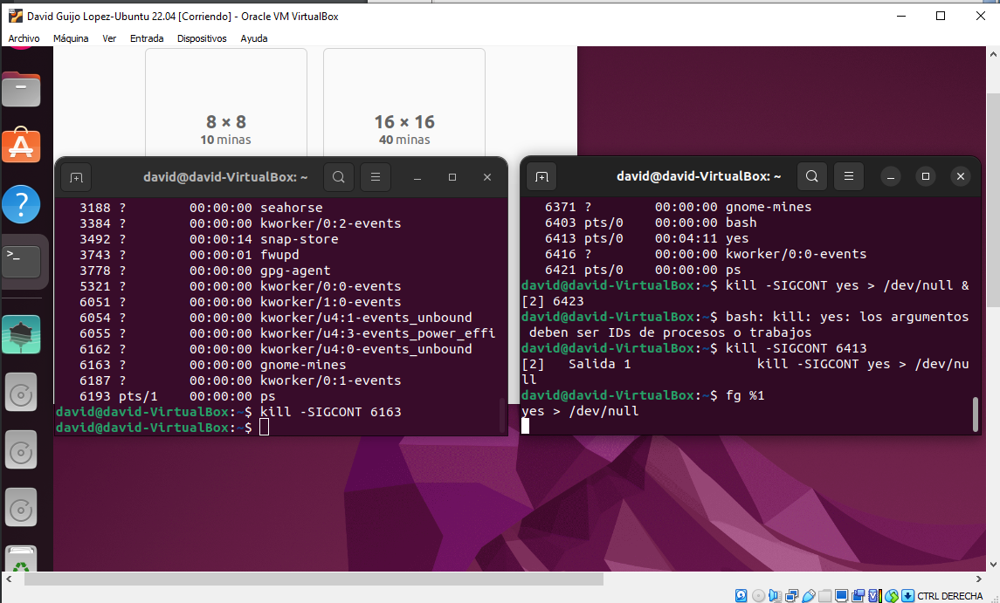 David Guijo Lopez-Ubuntu 22.04 [Corriendo] - Oracle VM VirtualBox
Archivo Máquina Ver Entrada Dispositivos Ayuda
8 × 8
10 minas
16 × 16
40 minas
david@david-VirtualBox: ~
3188 ? 00:00:00 seahorse
3384 ? 00:00:00 kworker/0:2-events
3492 ? 00:00:14 snap-store
3743 ? 00:00:01 fwupd
3778 ? 00:00:00 gpg-agent
5321 ? 00:00:00 kworker/0:0-events
6051 ? 00:00:00 kworker/1:0-events
6054 ? 00:00:00 kworker/u4:1-events_unbound
6055 ? 00:00:00 kworker/u4:3-events_power_effi
6162 ? 00:00:00 kworker/u4:0-events_unbound
6163 ? 00:00:00 gnome-mines
6187 ? 00:00:00 kworker/0:1-events
6193 pts/1 00:00:00 ps
david@david-VirtualBox:~$ kill -SIGCONT 6163
david@david-VirtualBox:~$
david@david-VirtualBox: ~
6371 ? 00:00:00 gnome-mines
6403 pts/0 00:00:00 bash
6413 pts/0 00:04:11 yes
6416 ? 00:00:00 kworker/0:0-events
6421 pts/0 00:00:00 ps
david@david-VirtualBox:~$ kill -SIGCONT yes > /dev/null &
[2] 6423
david@david-VirtualBox:~$ bash: kill: yes: los argumentos
deben ser IDs de procesos o trabajos
david@david-VirtualBox:~$ kill -SIGCONT 6413
[2] Salida 1 kill -SIGCONT yes > /dev/nu
ll
david@david-VirtualBox:~$ fg %1
yes > /dev/null
CTRL DERECHA